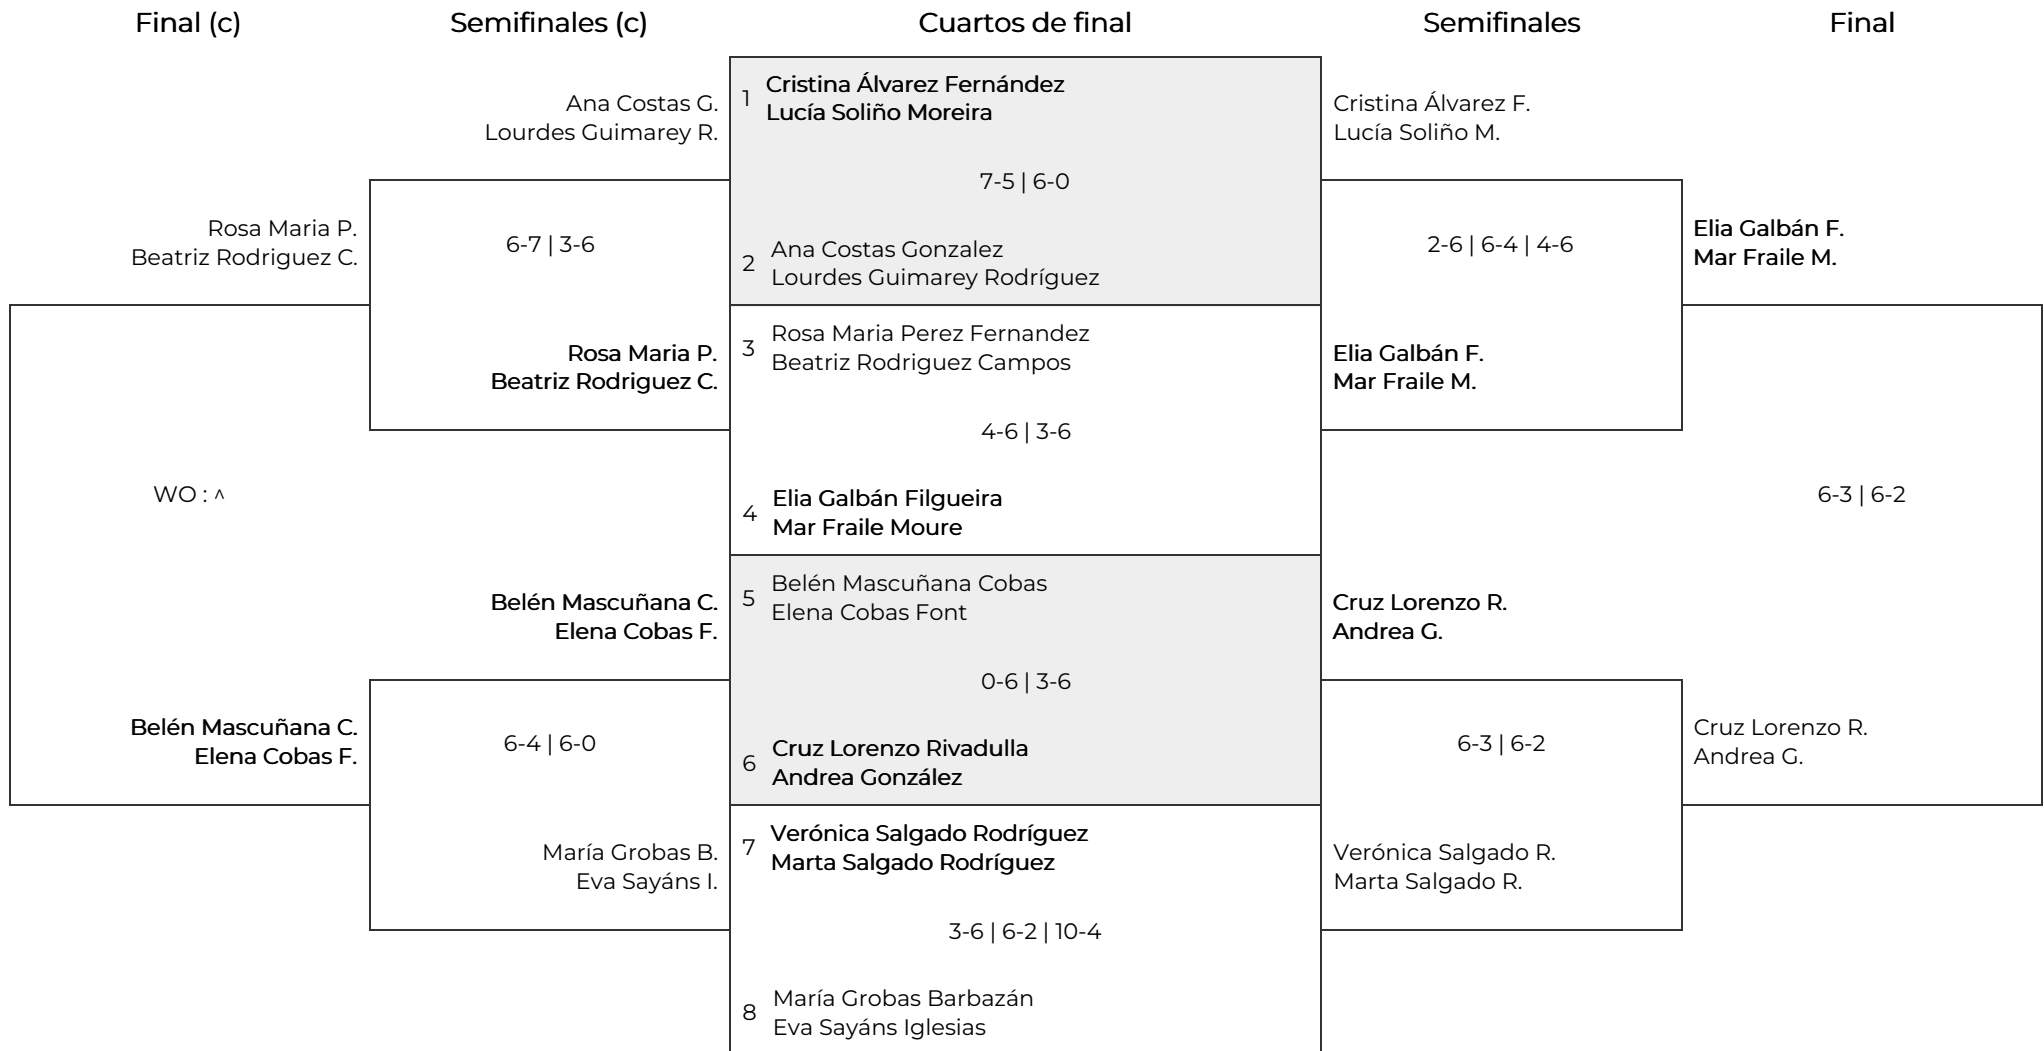 Final (c)
Semifinales (c)
Cuartos de final
Semifinales
Final
Ana Costas G.
Lourdes Guimarey R.
6-7 | 3-6
Rosa Maria P.
Beatriz Rodriguez C.
Rosa Maria P.
Beatriz Rodriguez C.
WO : ^
Belén Mascuñana C.
Elena Cobas F.
Belén Mascuñana C.
Elena Cobas F.
6-4 | 6-0
María Grobas B.
Eva Sayáns I.
1
Cristina Álvarez Fernández
Lucía Soliño Moreira
7-5 | 6-0
2
Ana Costas Gonzalez
Lourdes Guimarey Rodríguez
3
Rosa Maria Perez Fernandez
Beatriz Rodriguez Campos
4-6 | 3-6
4
Elia Galbán Filgueira
Mar Fraile Moure
5
Belén Mascuñana Cobas
Elena Cobas Font
0-6 | 3-6
6
Cruz Lorenzo Rivadulla
Andrea González
7
Verónica Salgado Rodríguez
Marta Salgado Rodríguez
3-6 | 6-2 | 10-4
8
María Grobas Barbazán
Eva Sayáns Iglesias
Cristina Álvarez F.
Lucía Soliño M.
2-6 | 6-4 | 4-6
Elia Galbán F.
Mar Fraile M.
Cruz Lorenzo R.
Andrea G.
6-3 | 6-2
Verónica Salgado R.
Marta Salgado R.
Elia Galbán F.
Mar Fraile M.
6-3 | 6-2
Cruz Lorenzo R.
Andrea G.